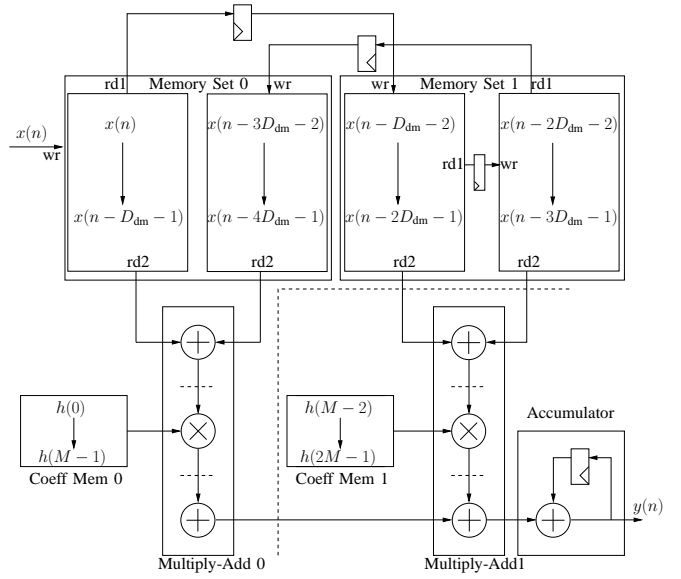 rd1 Memory Set 0 wr
wr Memory Set 1 rd1
x(n)
wr
x(n)
x(n − D_dm − 1)
rd2
x(n − 3D_dm − 2)
x(n − 4D_dm − 1)
rd2
x(n − D_dm − 2)
x(n − 2D_dm − 1)
rd2
rd1
wr
x(n − 2D_dm − 2)
x(n − 3D_dm − 1)
rd2
h(0)
h(M − 1)
Coeff Mem 0
h(M − 2)
h(2M − 1)
Coeff Mem 1
Accumulator
y(n)
Multiply-Add 0
Multiply-Add1